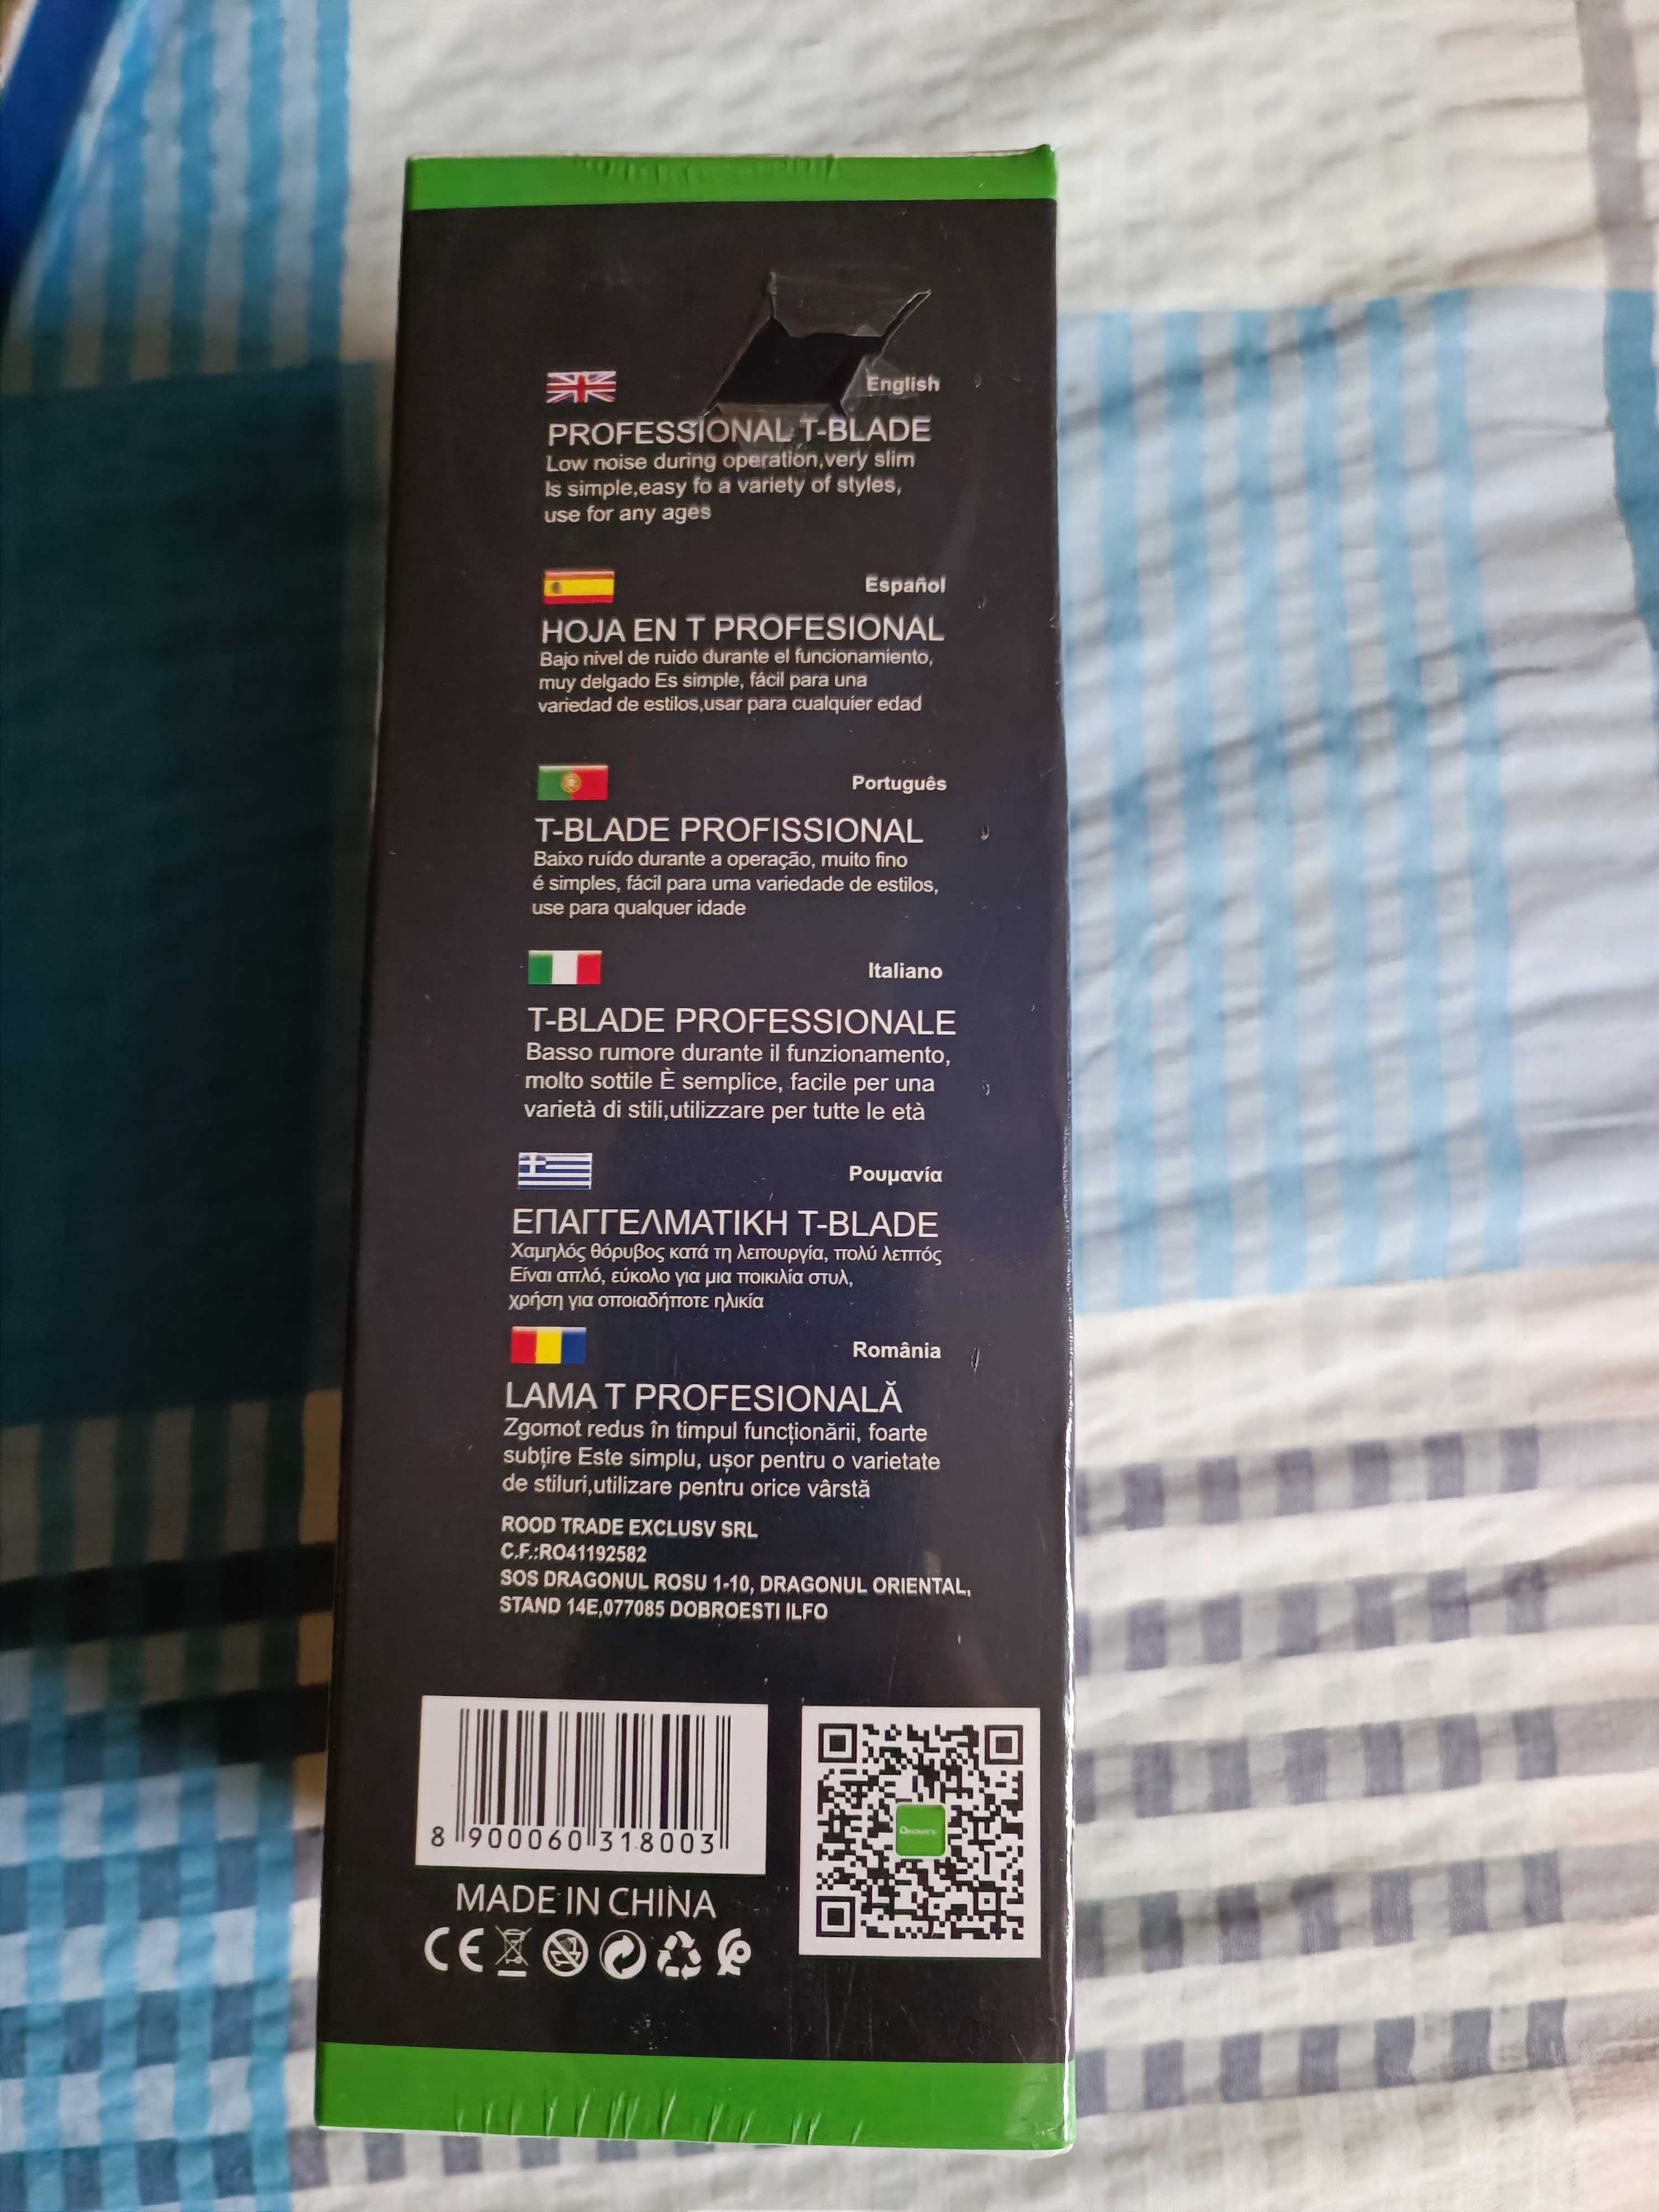 English
PROFESSIONAL T-BLADE
Low noise during operation,very slim
Is simple,easy fo a variety of styles,
use for any ages
Español
HOJA EN T PROFESIONAL
Bajo nivel de ruido durante el funcionamiento,
muy delgado Es simple, fácil para una
variedad de estilos,usar para cualquier edad
Português
T-BLADE PROFISSIONAL
Baixo ruído durante a operação, muito fino
é simples, fácil para uma variedade de estilos,
use para qualquer idade
Italiano
T-BLADE PROFESSIONALE
Basso rumore durante il funzionamento,
molto sottile È semplice, facile per una
varietà di stili,utilizzare per tutte le età
Ρουμανία
ΕΠΑΓΓΕΛΜΑΤΙΚΗ T-BLADE
Χαμηλός θόρυβος κατά τη λειτουργία, πολύ λεπτός
Είναι απλό, εύκολο για μια ποικιλία στυλ,
χρήση για οποιαδήποτε ηλικία
România
LAMA T PROFESIONALĂ
Zgomot redus în timpul funcționării, foarte
subțire Este simplu, ușor pentru o varietate
de stiluri,utilizare pentru orice vârstă
ROOD TRADE EXCLUSV SRL
C.F.:RO41192582
SOS DRAGONUL ROSU 1-10, DRAGONUL ORIENTAL,
STAND 14E,077085 DOBROESTI ILFO
8 900060 318003
MADE IN CHINA
CE